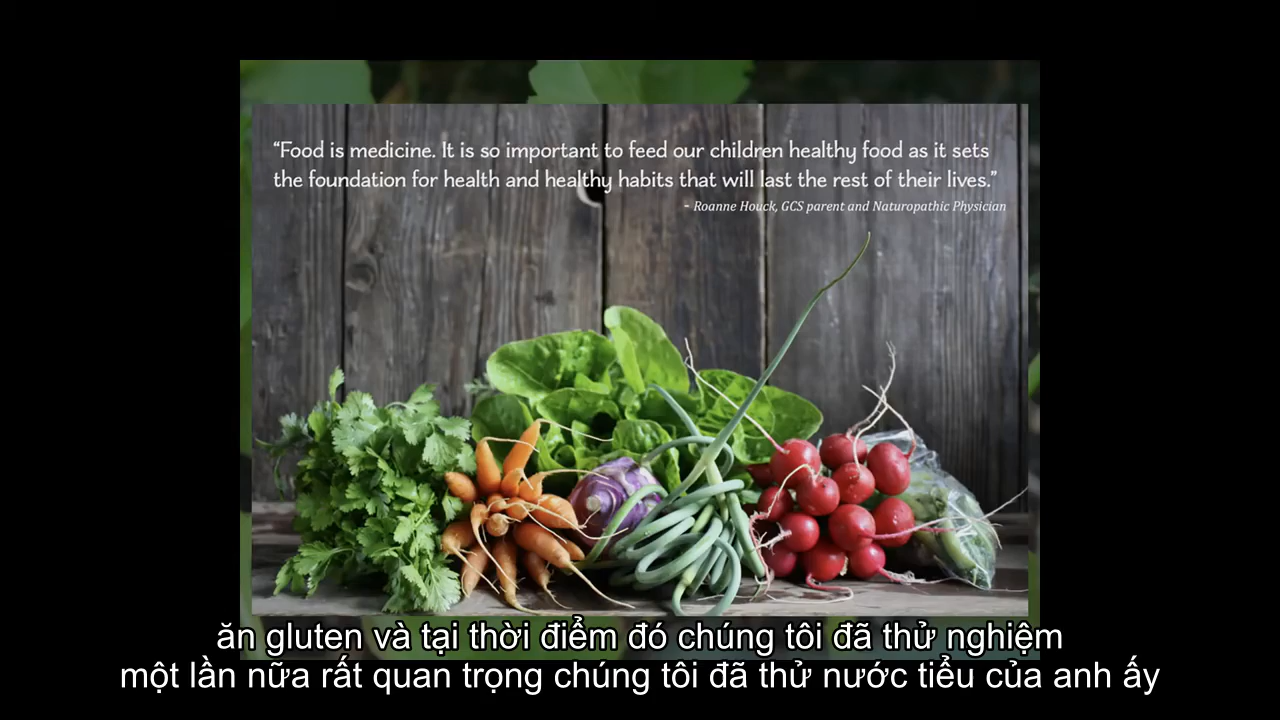 “Food is medicine. It is so important to feed our children healthy food as it sets
the foundation for health and healthy habits that will last the rest of their lives.”
- Roanne Houck, GCS parent and Naturopathic Physician
ăn gluten và tại thời điểm đó chúng tôi đã thử nghiệm
một lần nữa rất quan trọng chúng tôi đã thử nước tiểu của anh ấy